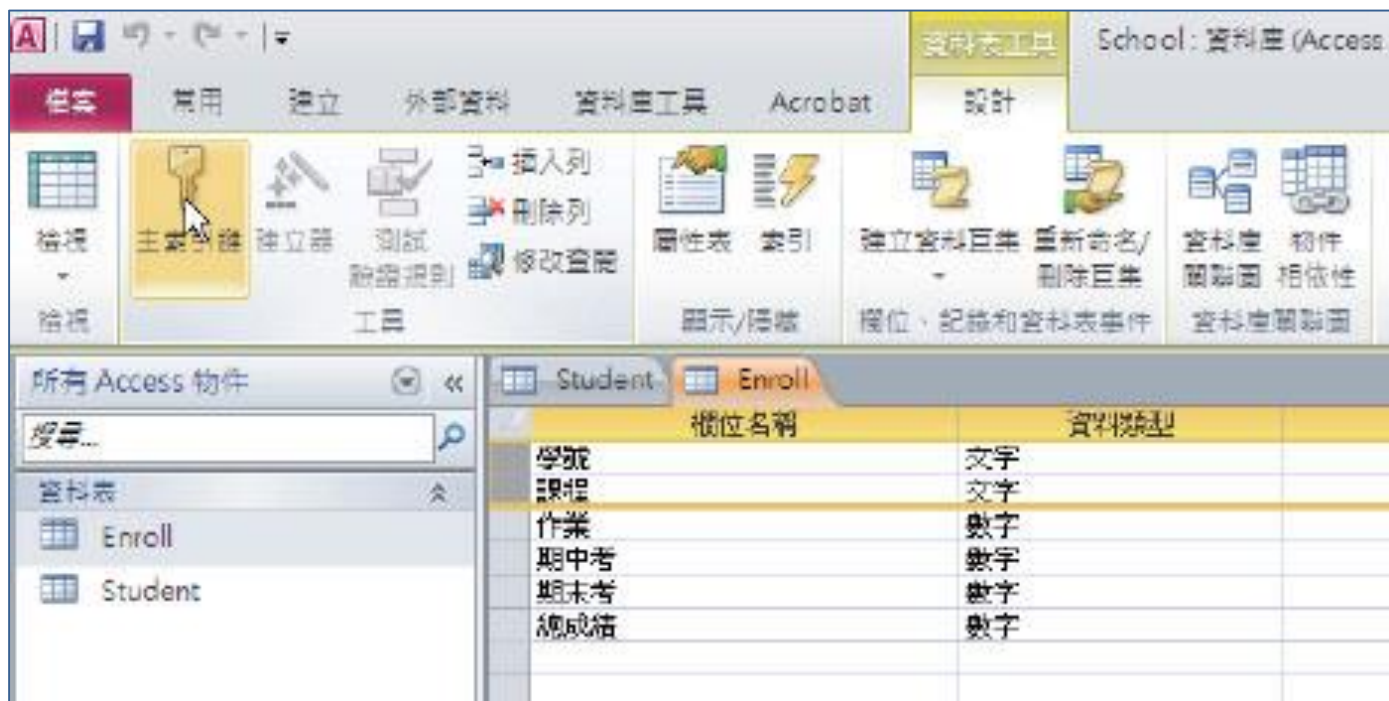 A
資料表工具 School : 資料庫 (Access
檔案 常用 建立 外部資料 資料庫工具 Acrobat 設計
檢視 主索引鍵 建立器 測試 驗證規則 插入列 刪除列 修改查閱 屬性表 索引 建立資料巨集 重新命名/ 刪除巨集 資料庫 關聯圖 物件 相依性
檢視 工具 顯示/隱藏 欄位、記錄和資料表事件 資料庫關聯圖
所有 Access 物件 « Student Enroll
搜尋... 欄位名稱 資料類型
資料表
Enroll
Student
學號 文字
課程 文字
作業 數字
期中考 數字
期末考 數字
總成績 數字